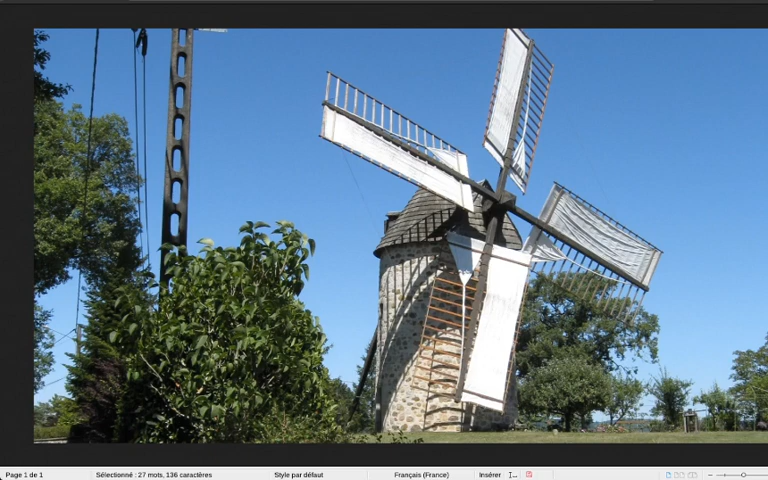 Page 1 de 1 Sélectionné : 27 mots, 136 caractères Style par défaut Français (France) Insérer